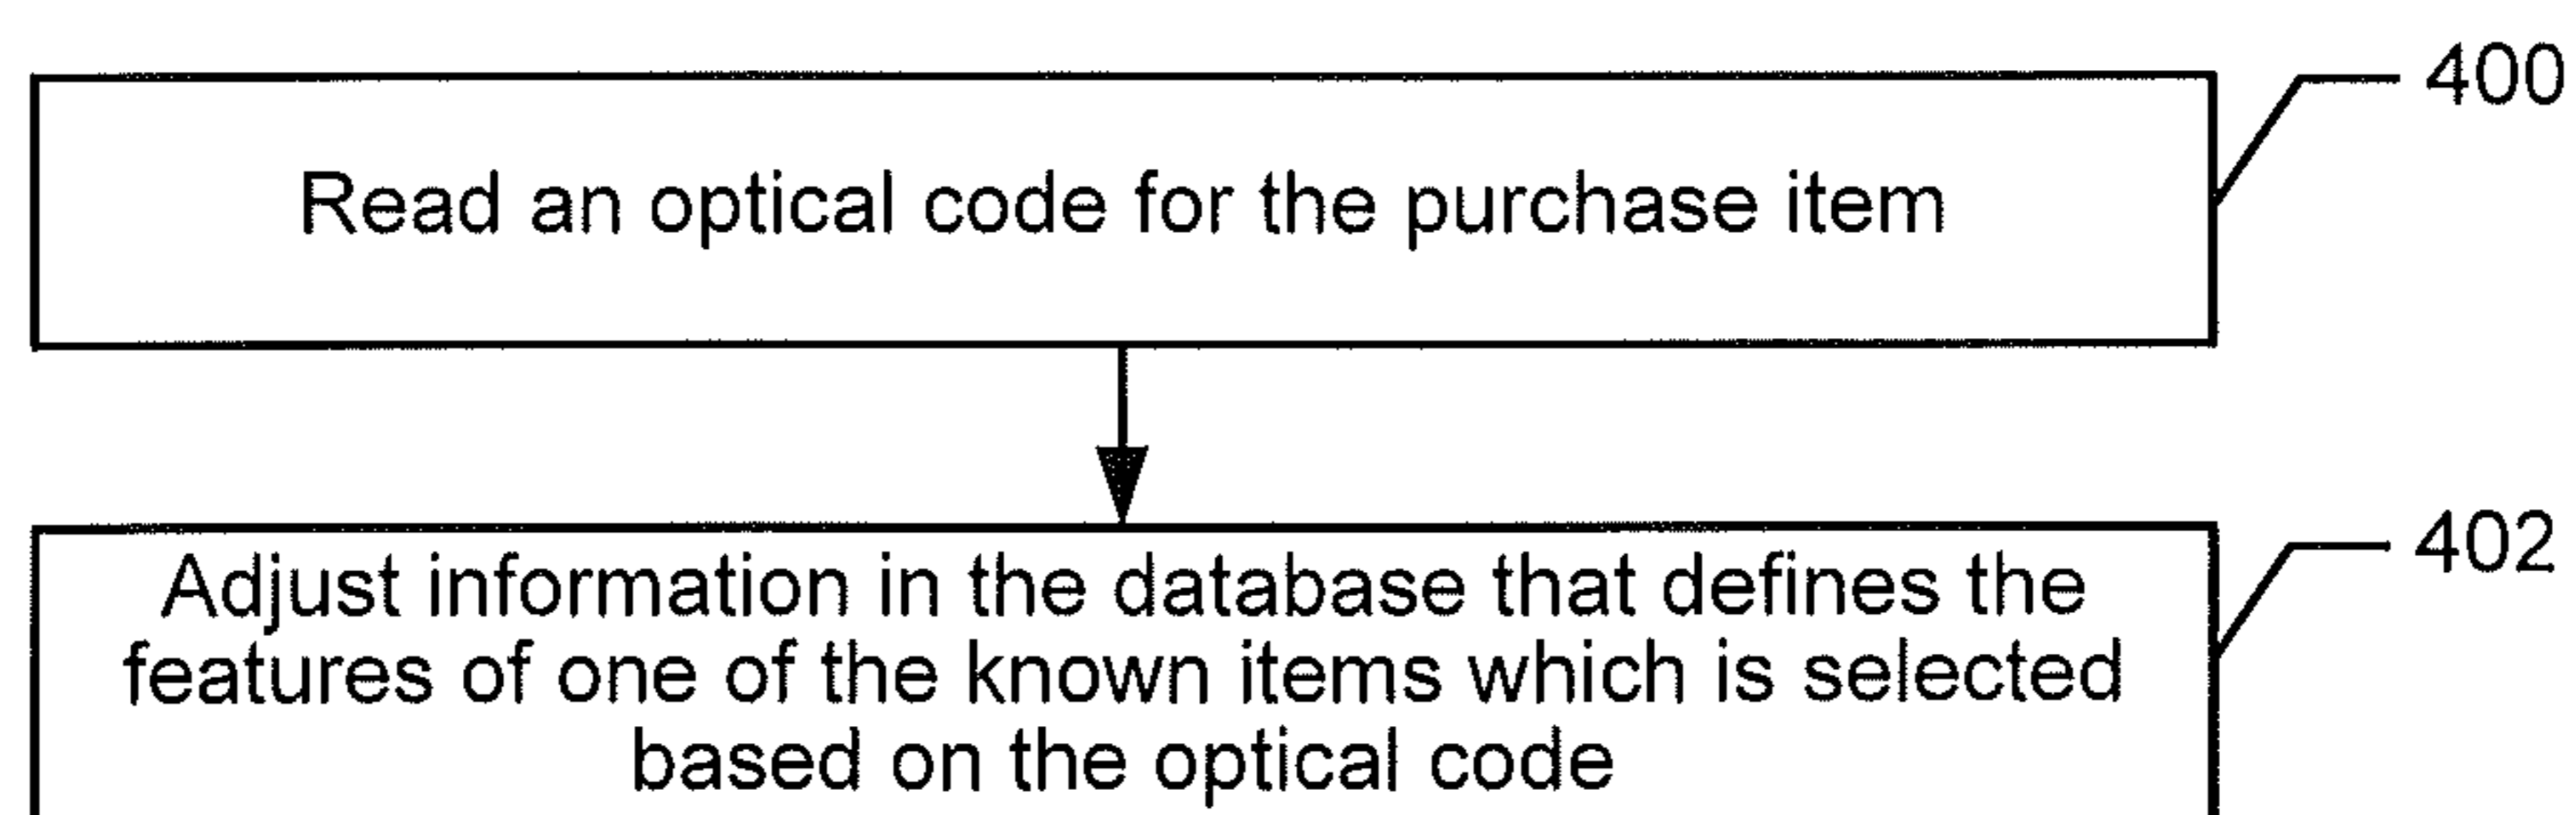 400
Read an optical code for the purchase item
402
Adjust information in the database that defines the
features of one of the known items which is selected
based on the optical code